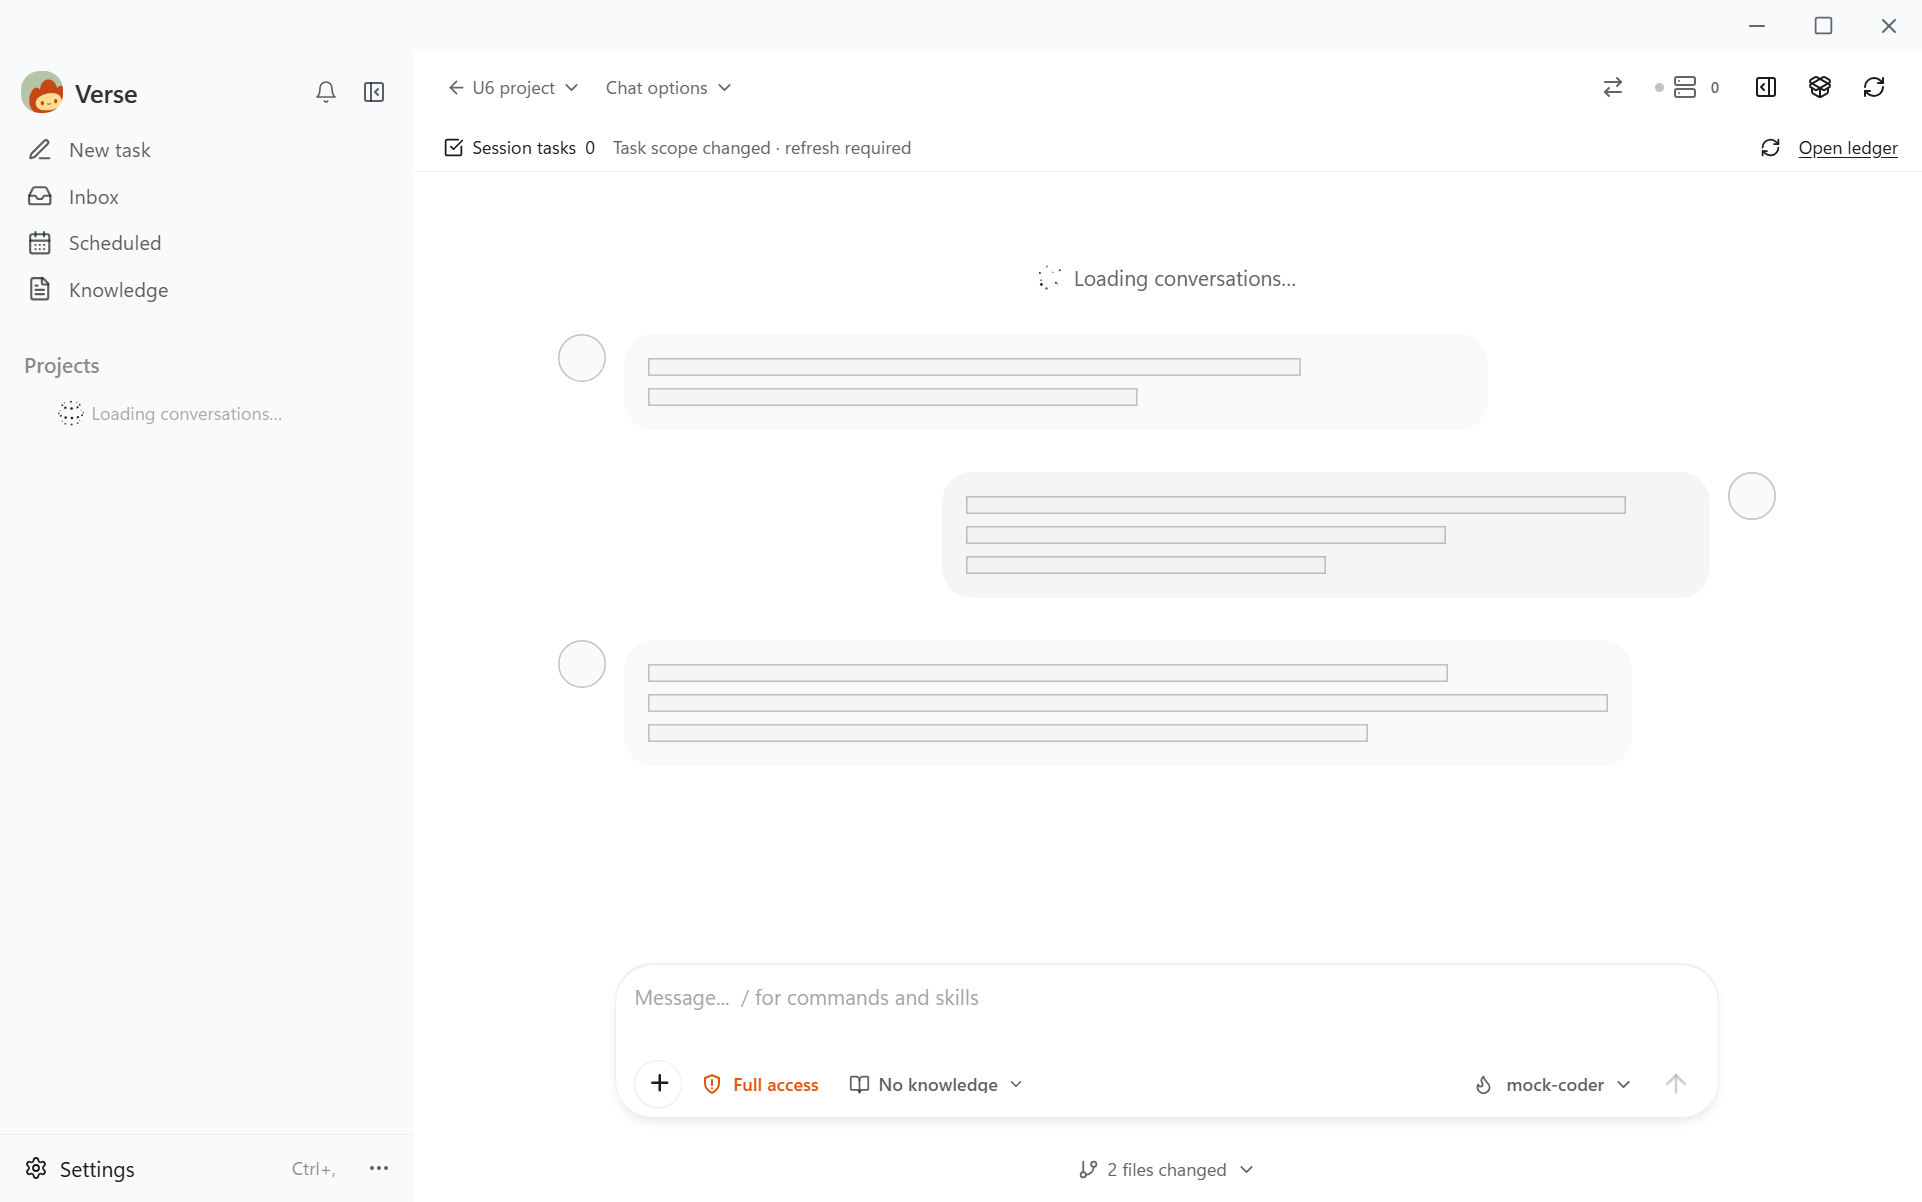 Verse
New task
Inbox
Scheduled
Knowledge
Projects
Loading conversations...
Settings
Ctrl+,
U6 project
Chat options
0
Session tasks 0 Task scope changed · refresh required
Open ledger
Loading conversations...
Message... / for commands and skills
Full access
No knowledge
mock-coder
2 files changed